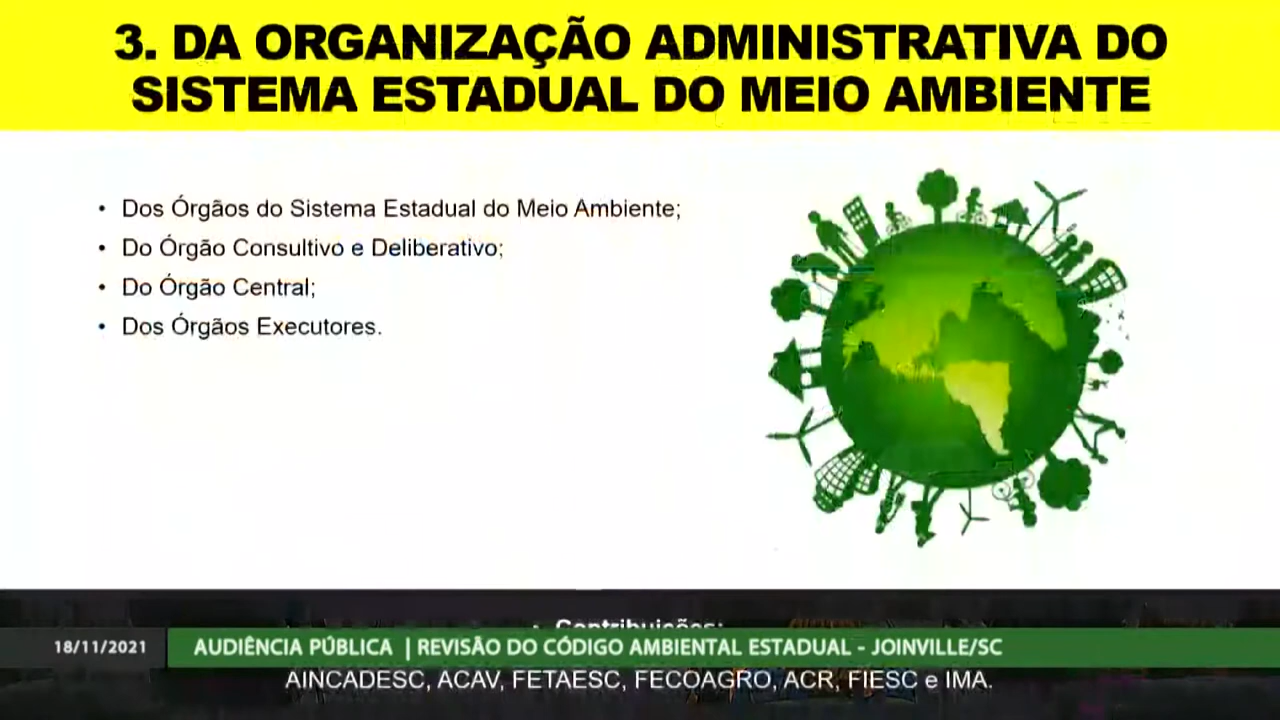 3. DA ORGANIZAÇÃO ADMINISTRATIVA DO
SISTEMA ESTADUAL DO MEIO AMBIENTE
• Dos Órgãos do Sistema Estadual do Meio Ambiente;
• Do Órgão Consultivo e Deliberativo;
• Do Órgão Central;
• Dos Órgãos Executores.
• Contribuições:
18/11/2021 AUDIÊNCIA PÚBLICA | REVISÃO DO CÓDIGO AMBIENTAL ESTADUAL - JOINVILLE/SC
AINCADESC, ACAV, FETAESC, FECOAGRO, ACR, FIESC e IMA.